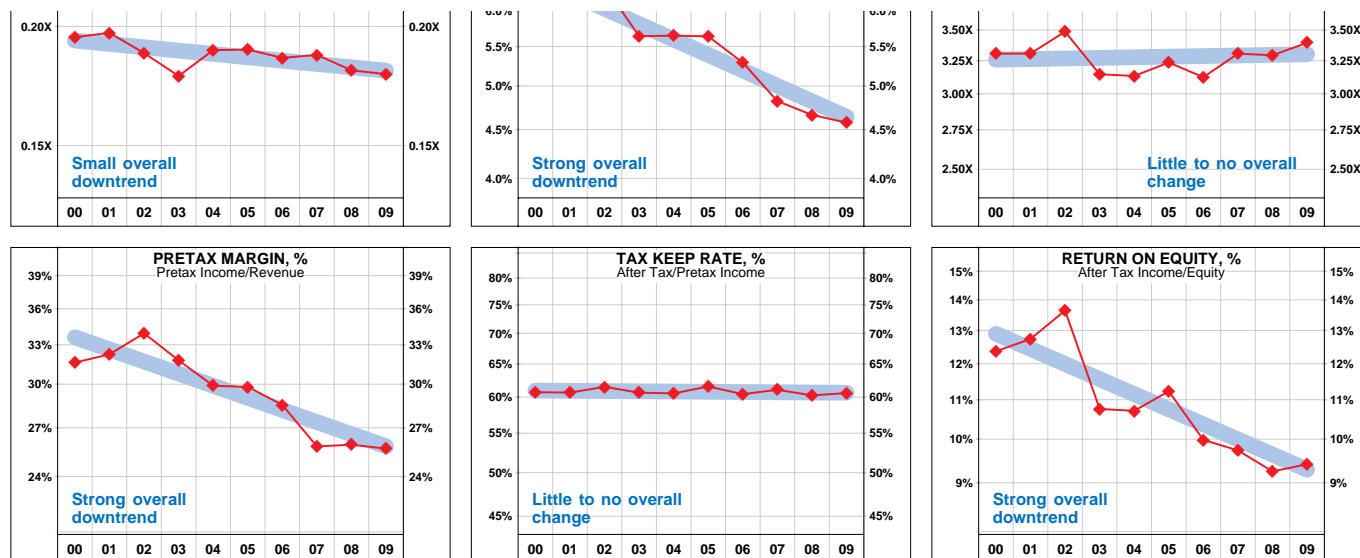 0.20X 0.20X
0.15X 0.15X
Small overall
downtrend
00 01 02 03 04 05 06 07 08 09
6.0% 6.0%
5.5% 5.5%
5.0% 5.0%
4.5% 4.5%
4.0% 4.0%
Strong overall
downtrend
00 01 02 03 04 05 06 07 08 09
3.50X 3.50X
3.25X 3.25X
3.00X 3.00X
2.75X 2.75X
2.50X 2.50X
Little to no overall
change
00 01 02 03 04 05 06 07 08 09
PRETAX MARGIN, %
Pretax Income/Revenue
39% 39%
36% 36%
33% 33%
30% 30%
27% 27%
24% 24%
Strong overall
downtrend
00 01 02 03 04 05 06 07 08 09
TAX KEEP RATE, %
After Tax/Pretax Income
80% 80%
75% 75%
70% 70%
65% 65%
60% 60%
55% 55%
50% 50%
45% 45%
Little to no overall
change
00 01 02 03 04 05 06 07 08 09
RETURN ON EQUITY, %
After Tax Income/Equity
15% 15%
14% 14%
13% 13%
12% 12%
11% 11%
10% 10%
9% 9%
Strong overall
downtrend
00 01 02 03 04 05 06 07 08 09